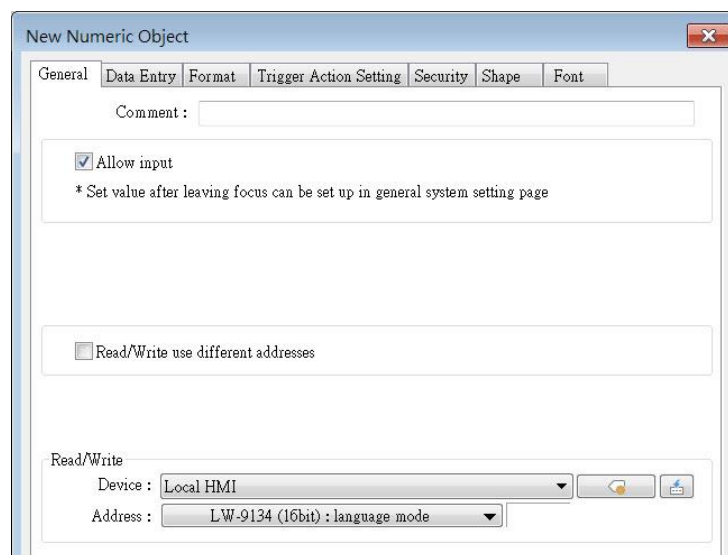 New Numeric Object
General Data Entry Format Trigger Action Setting Security Shape Font
Comment :
Allow input
* Set value after leaving focus can be set up in general system setting page
Read/Write use different addresses
Read/Write
Device : Local HMI
Address : LW-9134 (16bit) : language mode